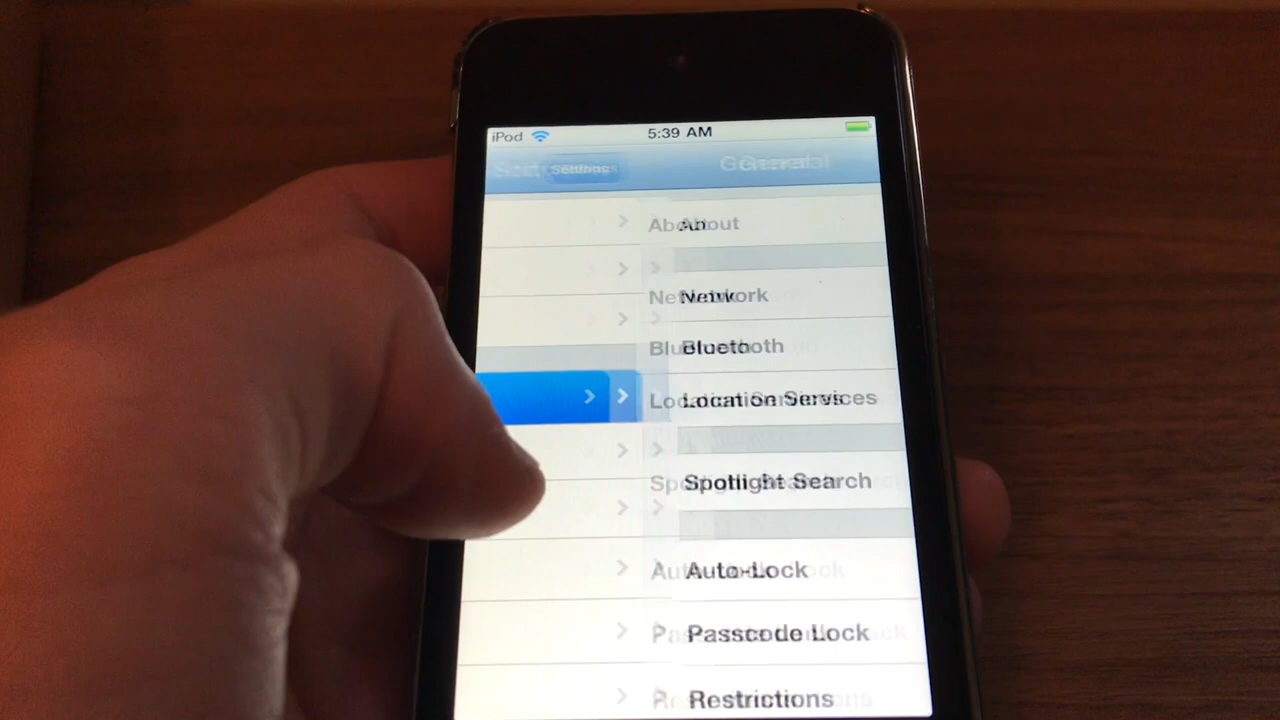 iPod 5:39 AM
Settings General
About
Network
Bluetooth
Location Services
Spotlight Search
Auto-Lock
Passcode Lock
Restrictions